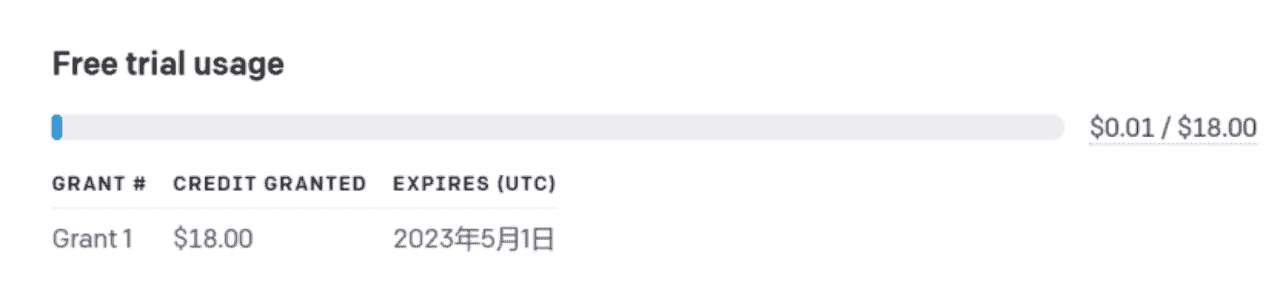 Free trial usage
$0.01 / $18.00
GRANT # CREDIT GRANTED EXPIRES (UTC)
Grant 1 $18.00 2023年5月1日